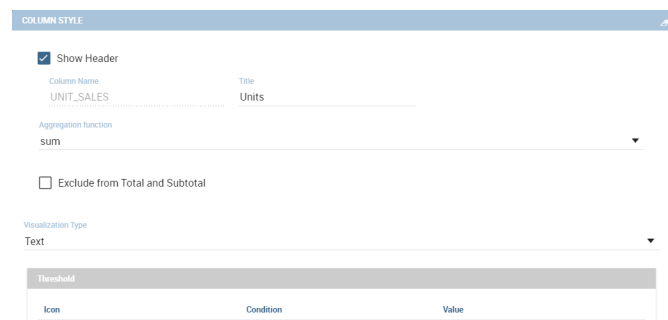 COLUMN STYLE
Show Header
Column Name Title
UNIT_SALES Units
Aggregation function
sum
Exclude from Total and Subtotal
Visualization Type
Text
Threshold
Icon Condition Value